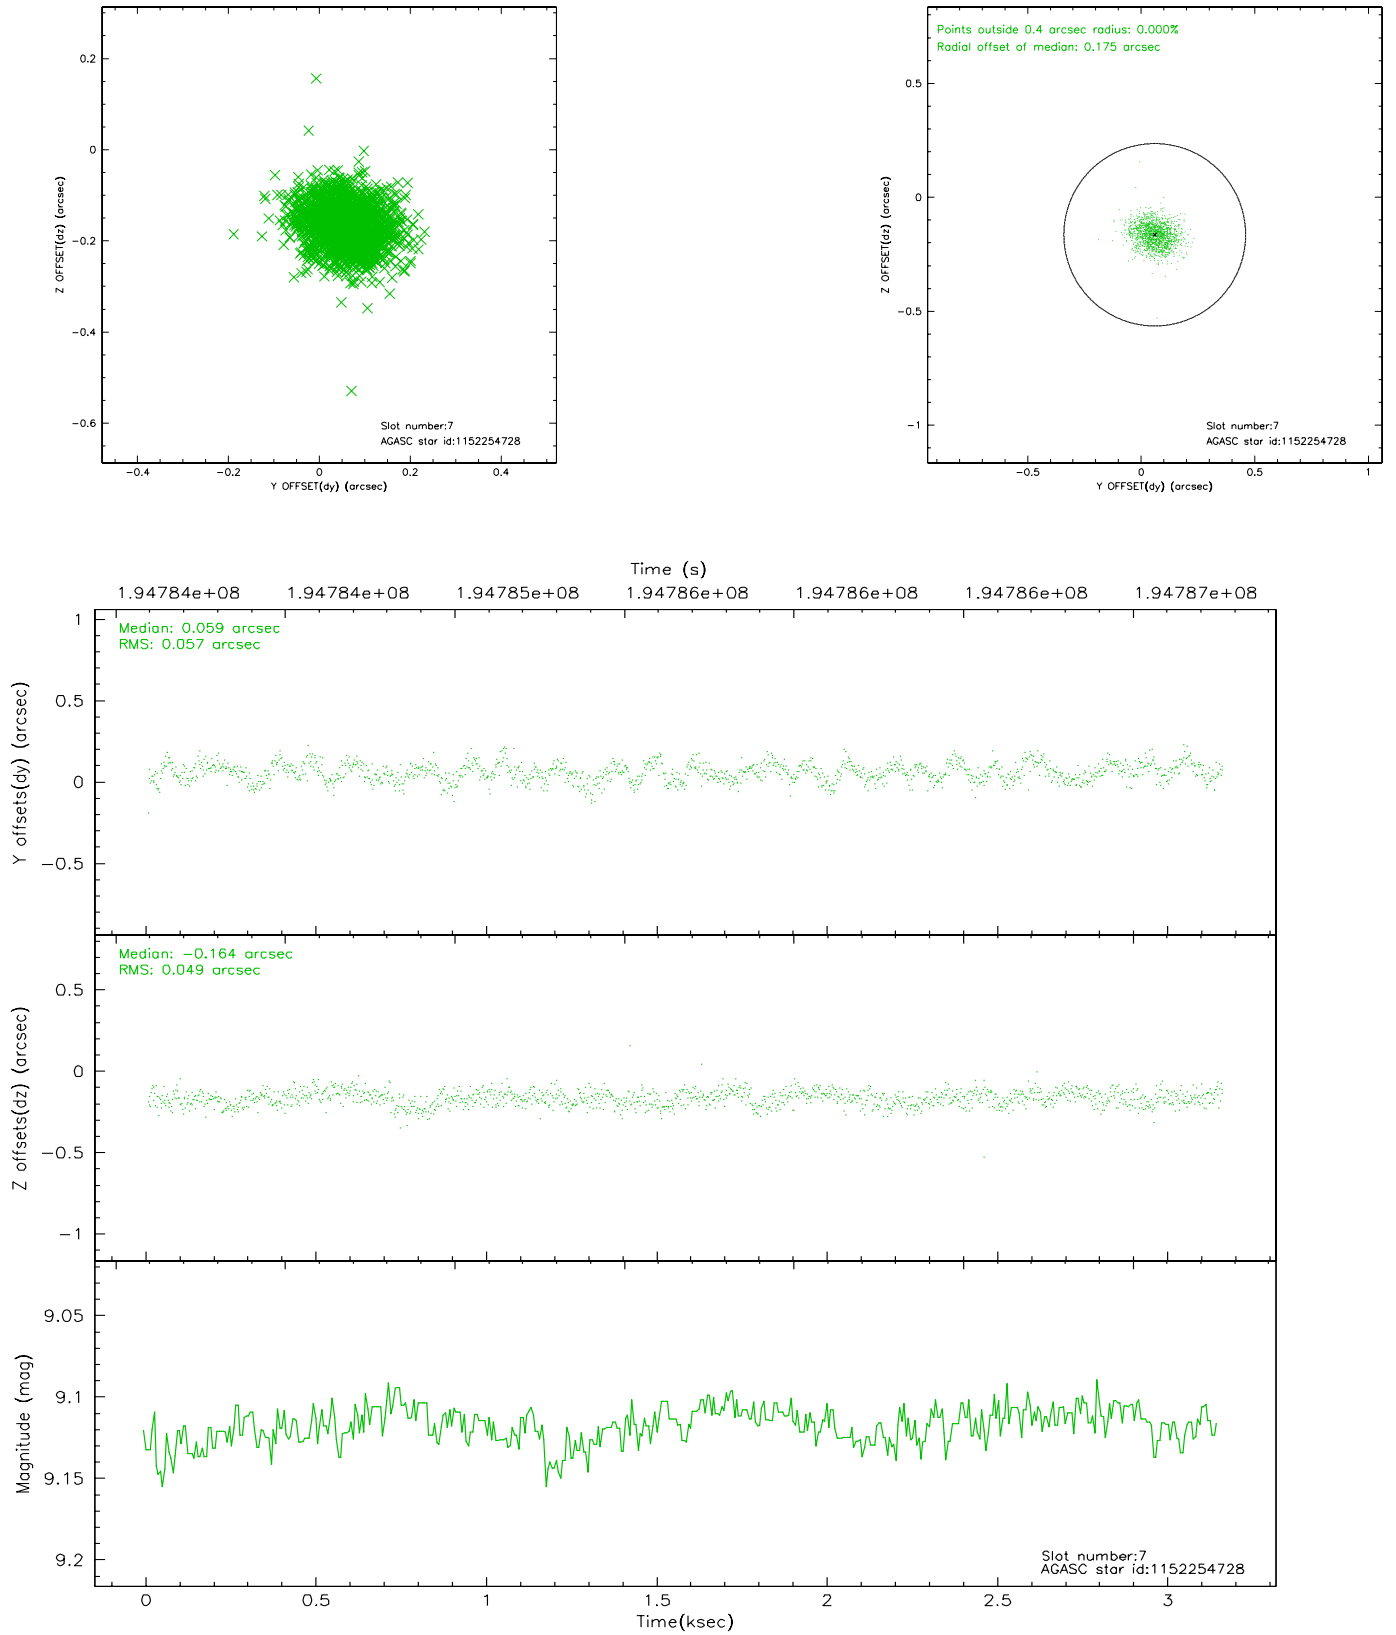 0.2
0
−0.2
−0.4
−0.6
Z OFFSET(dz) (arcsec)
Slot number:7
AGASC star id:1152254728
−0.4 −0.2 0 0.2 0.4
Y OFFSET(dy) (arcsec)
Points outside 0.4 arcsec radius: 0.000%
Radial offset of median: 0.175 arcsec
0.5
0
−0.5
−1
Z OFFSET(dz) (arcsec)
Slot number:7
AGASC star id:1152254728
−0.5 0 0.5 1
Y OFFSET(dy) (arcsec)
Time (s)
1.94784e+08 1.94784e+08 1.94785e+08 1.94786e+08 1.94786e+08 1.94786e+08 1.94787e+08
Median: 0.059 arcsec
RMS: 0.057 arcsec
1
0.5
0
−0.5
Y offsets(dy) (arcsec)
Median: −0.164 arcsec
RMS: 0.049 arcsec
0.5
0
−0.5
−1
Z offsets(dz) (arcsec)
9.05
9.1
9.15
9.2
Magnitude (mag)
Slot number:7
AGASC star id:1152254728
0 0.5 1 1.5 2 2.5 3
Time(ksec)